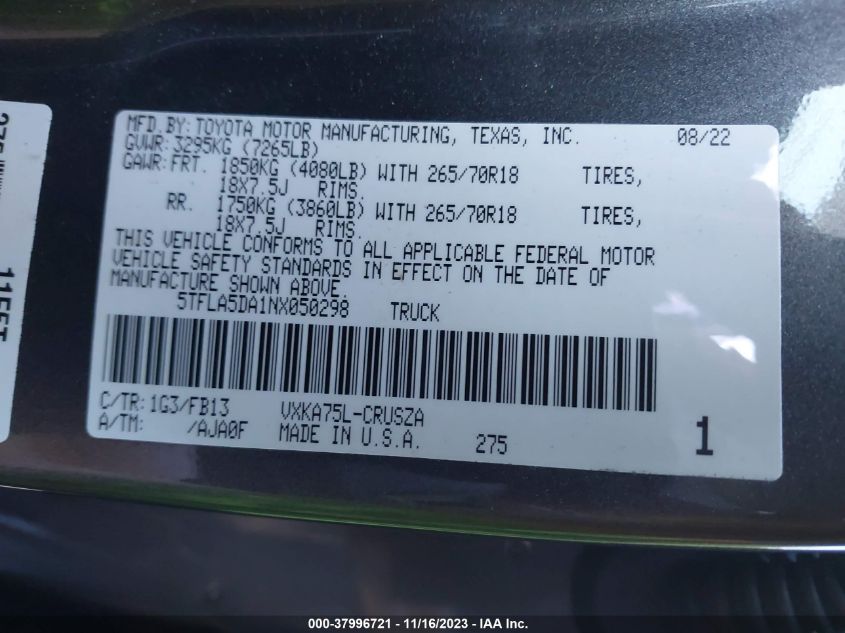 MFD.BY:TOYOTA MOTOR MANUFACTURING, TEXAS, INC. 08/22
GVWR:3295KG (7265LB)
GAWR:FRT. 1850KG (4080LB) WITH 265/70R18 TIRES,
18X7.5J RIMS.
RR. 1750KG (3860LB) WITH 265/70R18 TIRES,
18X7.5J RIMS.
THIS VEHICLE CONFORMS TO ALL APPLICABLE FEDERAL MOTOR
VEHICLE SAFETY STANDARDS IN EFFECT ON THE DATE OF
MANUFACTURE SHOWN ABOVE.
5TFLA5DA1NX050298 TRUCK
C/TR:1G3/FB13 VXKA75L-CRUSZA
A/TM: /AJA0F MADE IN U.S.A. 275 1
000-37996721 - 11/16/2023 - IAA Inc.